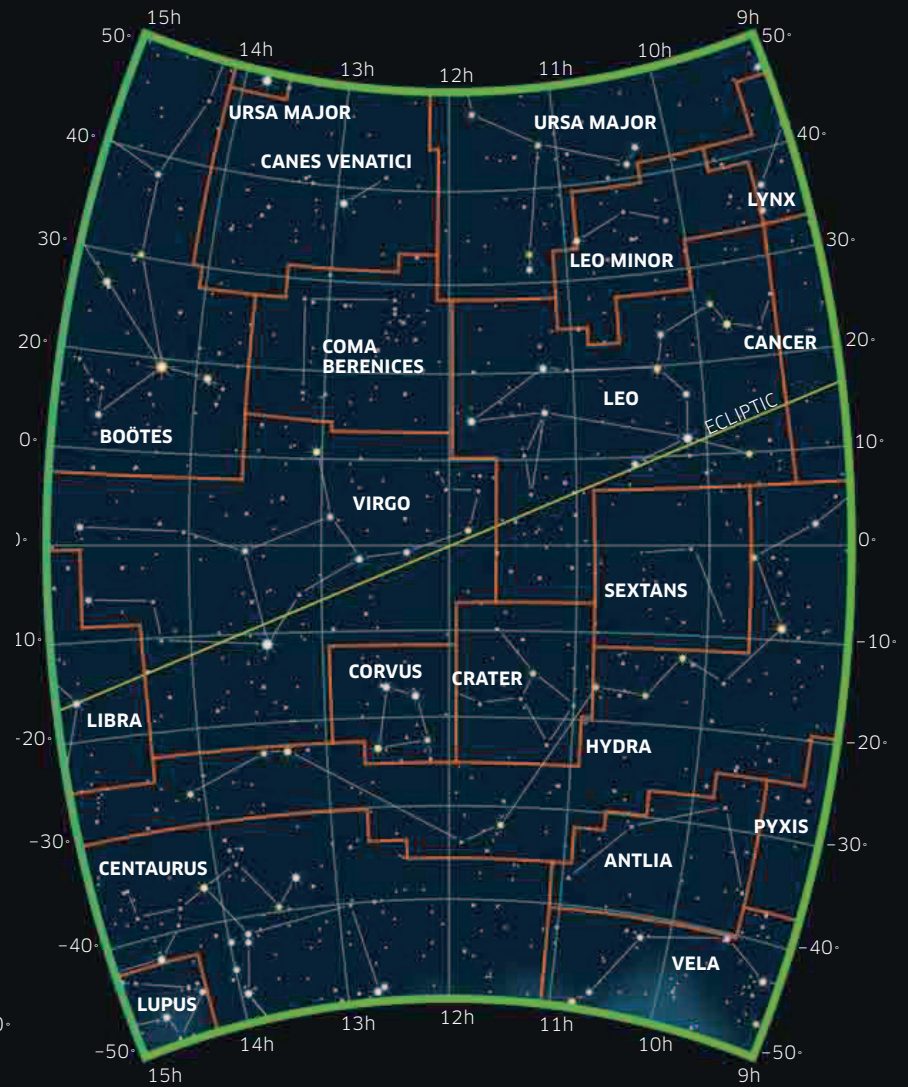 15h
9h
50°
50°
14h
10h
13h
12h
11h
URSA MAJOR
URSA MAJOR
40°
40°
CANES VENATICI
LYNX
30°
30°
LEO MINOR
20°
20°
COMA
BERENICES
CANCER
LEO
ECLIPTIC
BOÖTES
0°
10°
VIRGO
)°
0°
SEXTANS
10°
-10°
CORVUS
CRATER
LIBRA
-20°
-20°
HYDRA
PYXIS
-30°
-30°
ANTLIA
CENTAURUS
-40°
-40°
VELA
LUPUS
0°
13h
12h
11h
14h
10h
-50°
-50°
15h
9h